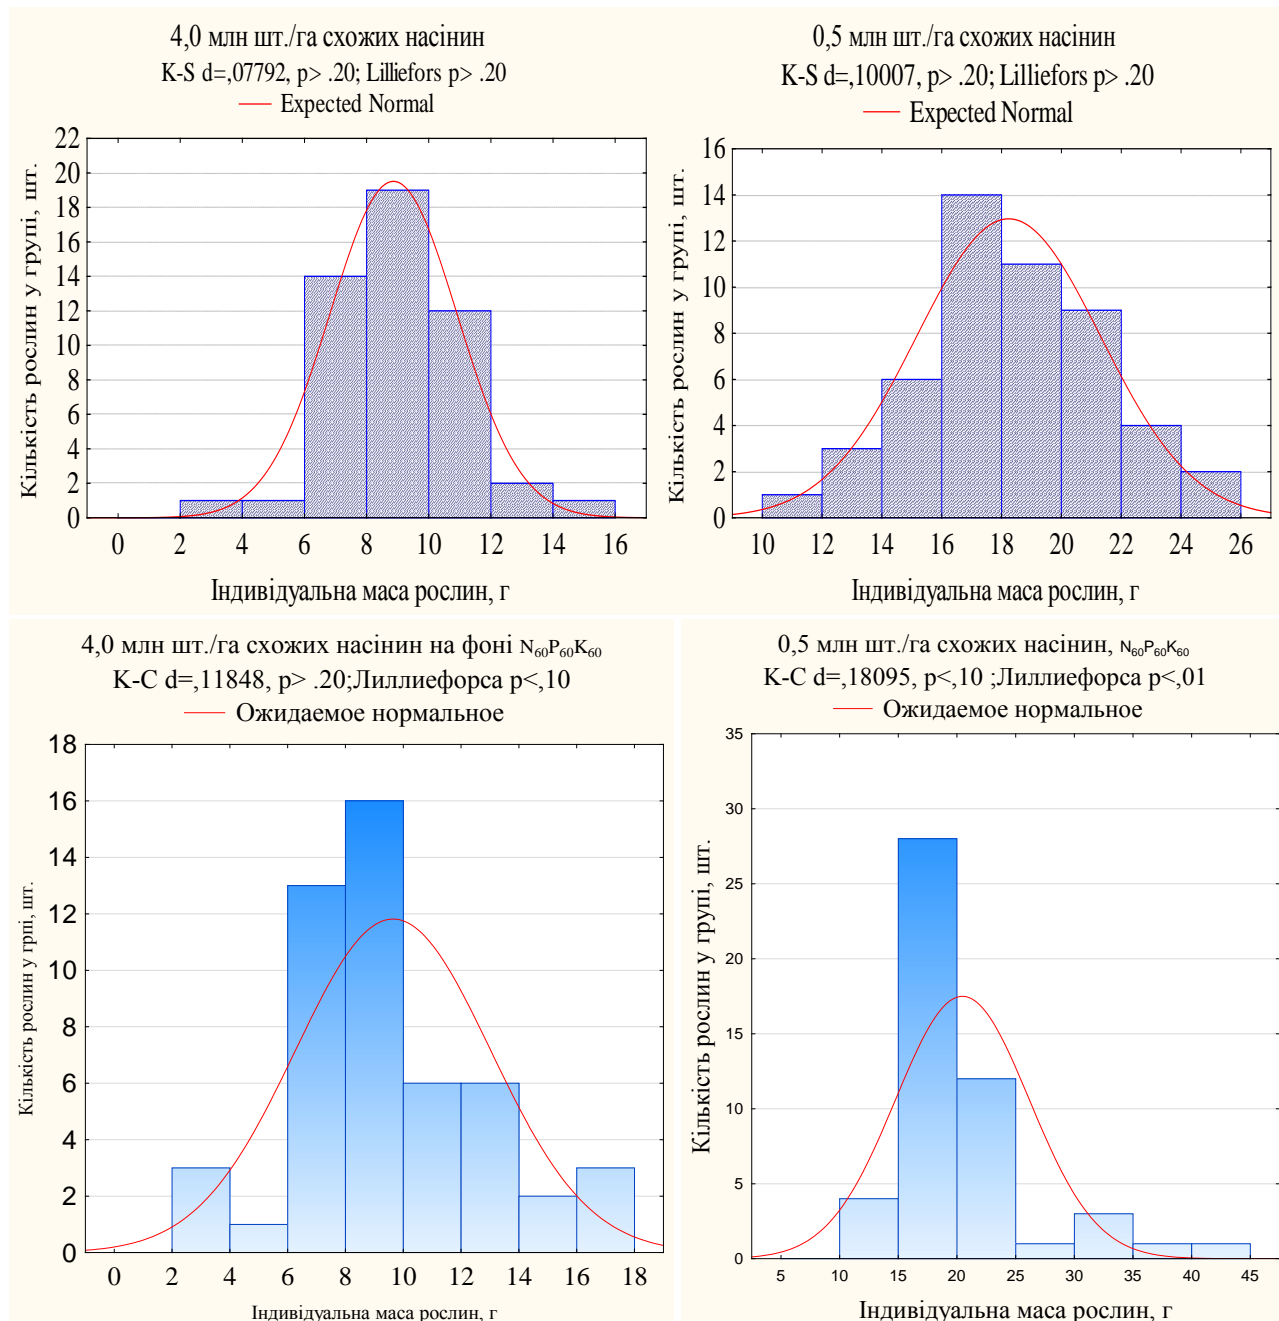 4,0 млн шт./га схожих насінин
K-S d=,07792, p> .20; Lilliefors p> .20
Expected Normal
Кількість рослин у групі, шт.
22
20
18
16
14
12
10
8
6
4
2
0
0 2 4 6 8 10 12 14 16
Індивідуальна маса рослин, г
0,5 млн шт./га схожих насінин
K-S d=,10007, p> .20; Lilliefors p> .20
Expected Normal
Кількість рослин у групі, шт.
16
14
12
10
8
6
4
2
0
10 12 14 16 18 20 22 24 26
Індивідуальна маса рослин, г
4,0 млн шт./га схожих насінин на фоні N₆₀P₆₀K₆₀
К-С d=,11848, p> .20;Лиллиефорса p<,10
Ожидаемое нормальное
Кількість рослин у грпі, шт.
18
16
14
12
10
8
6
4
2
0
0 2 4 6 8 10 12 14 16 18
Індивідуальна маса рослин, г
0,5 млн шт./га схожих насінин, N₆₀P₆₀K₆₀
К-С d=,18095, p<,10 ;Лиллиефорса p<,01
Ожидаемое нормальное
Кількість рослин у групі, шт.
35
30
25
20
15
10
5
0
5 10 15 20 25 30 35 40 45
Індивідуальна маса рослин, г